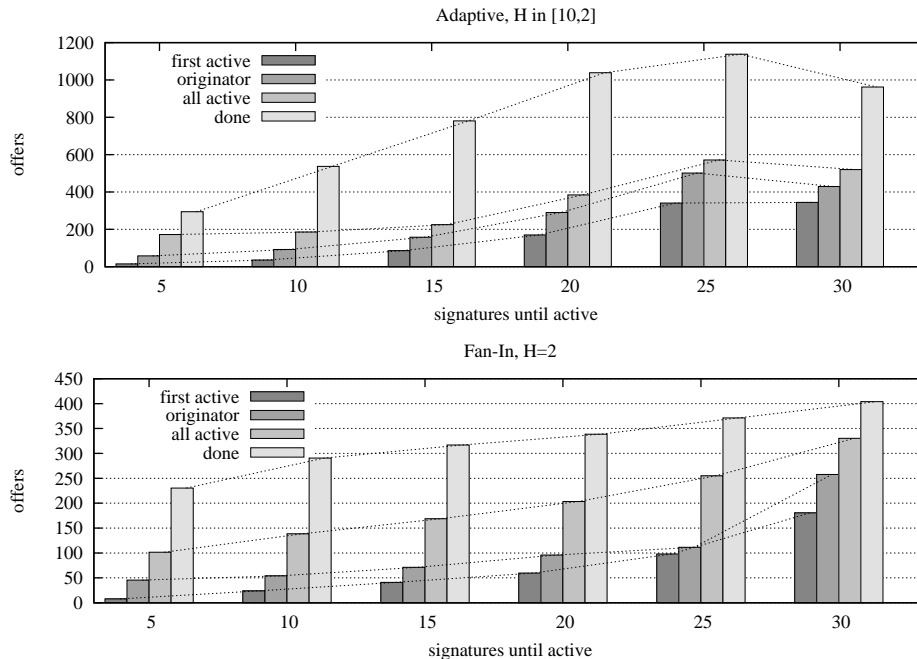 Adaptive, H in [10,2]
1200
1000
800
600
400
200
0
offers
first active
originator
all active
done
5 10 15 20 25 30
signatures until active
Fan-In, H=2
450
400
350
300
250
200
150
100
50
0
offers
first active
originator
all active
done
5 10 15 20 25 30
signatures until active